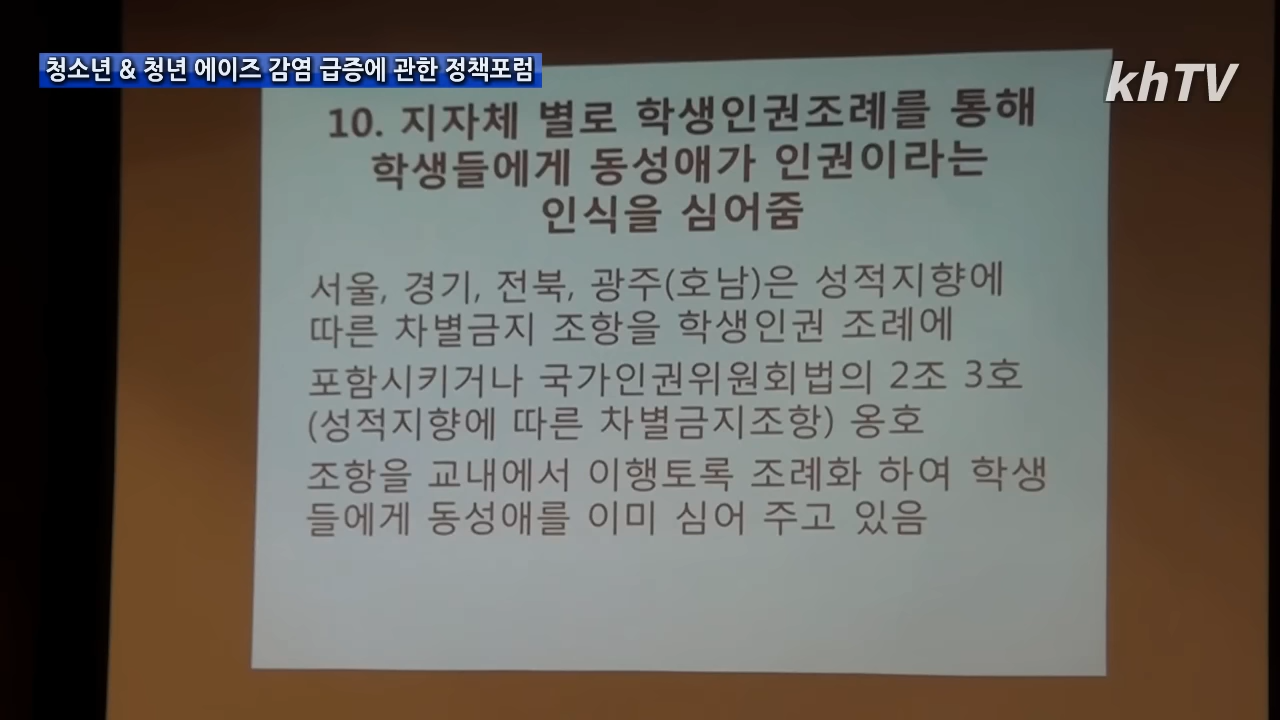 청소년 & 청년 에이즈 감염 급증에 관한 정책포럼
khTV
10. 지자체 별로 학생인권조례를 통해
학생들에게 동성애가 인권이라는
인식을 심어줌
서울, 경기, 전북, 광주(호남)은 성적지향에
따른 차별금지 조항을 학생인권 조례에
포함시키거나 국가인권위원회법의 2조 3호
(성적지향에 따른 차별금지조항) 옹호
조항을 교내에서 이행토록 조례화 하여 학생
들에게 동성애를 이미 심어 주고 있음